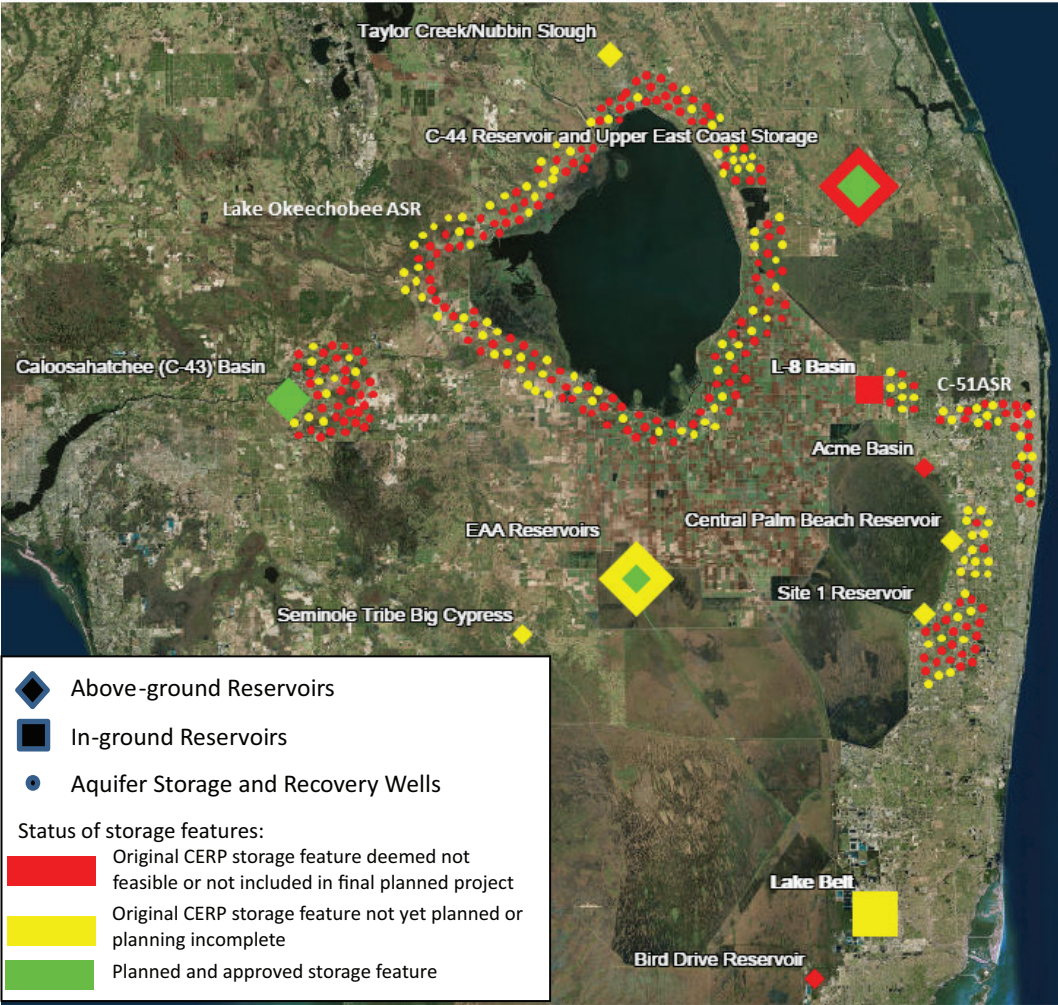 Taylor Creek/Nubbin Slough
C-44 Reservoir and Upper East Coast Storage
Lake Okeechobee ASR
Caloosahatchee (C-43) Basin
L-8 Basin
C-51ASR
Acme Basin
EAA Reservoirs
Central Palm Beach Reservoir
Site 1 Reservoir
Seminole Tribe Big Cypress
Above-ground Reservoirs
In-ground Reservoirs
Aquifer Storage and Recovery Wells
Status of storage features:
Original CERP storage feature deemed not
feasible or not included in final planned project
Original CERP storage feature not yet planned or
planning incomplete
Planned and approved storage feature
Lake Belt
Bird Drive Reservoir